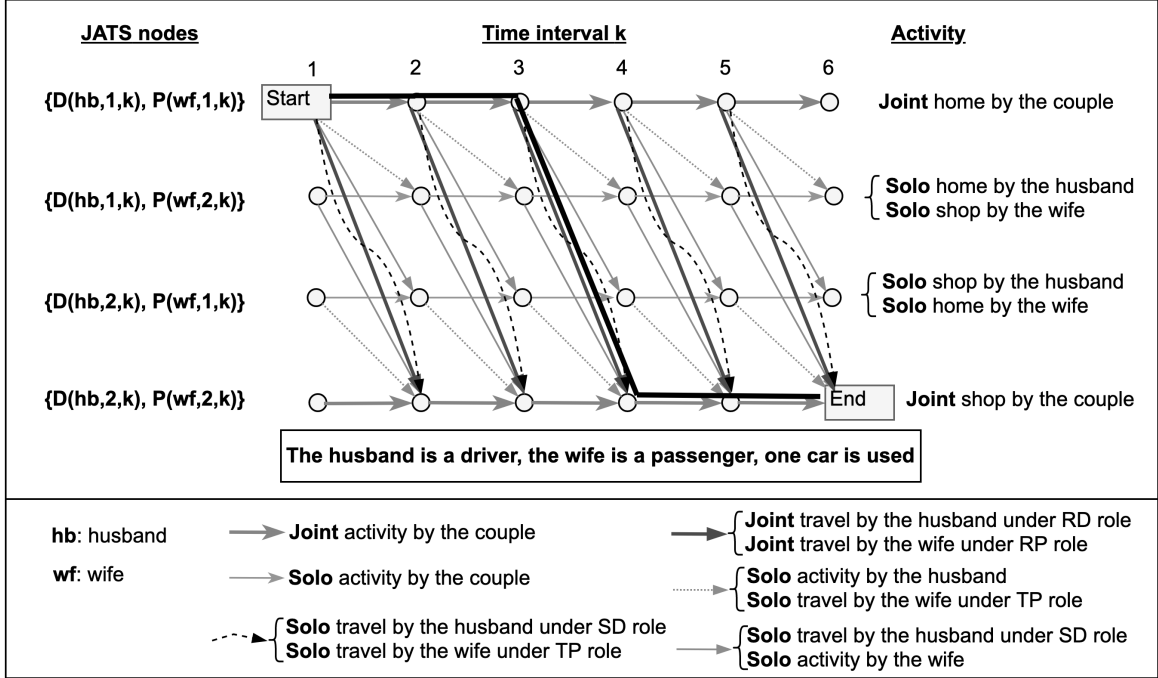 JATS nodes Time interval k Activity
1 2 3 4 5 6
{D(hb,1,k), P(wf,1,k)} Start Joint home by the couple
{D(hb,1,k), P(wf,2,k)} Solo home by the husband
Solo shop by the wife
{D(hb,2,k), P(wf,1,k)} Solo shop by the husband
Solo home by the wife
{D(hb,2,k), P(wf,2,k)} End Joint shop by the couple
The husband is a driver, the wife is a passenger, one car is used
hb: husband
wf: wife
Joint activity by the couple
Solo activity by the couple
Solo travel by the husband under SD role
Solo travel by the wife under TP role
Joint travel by the husband under RD role
Joint travel by the wife under RP role
Solo activity by the husband
Solo travel by the wife under TP role
Solo travel by the husband under SD role
Solo activity by the wife